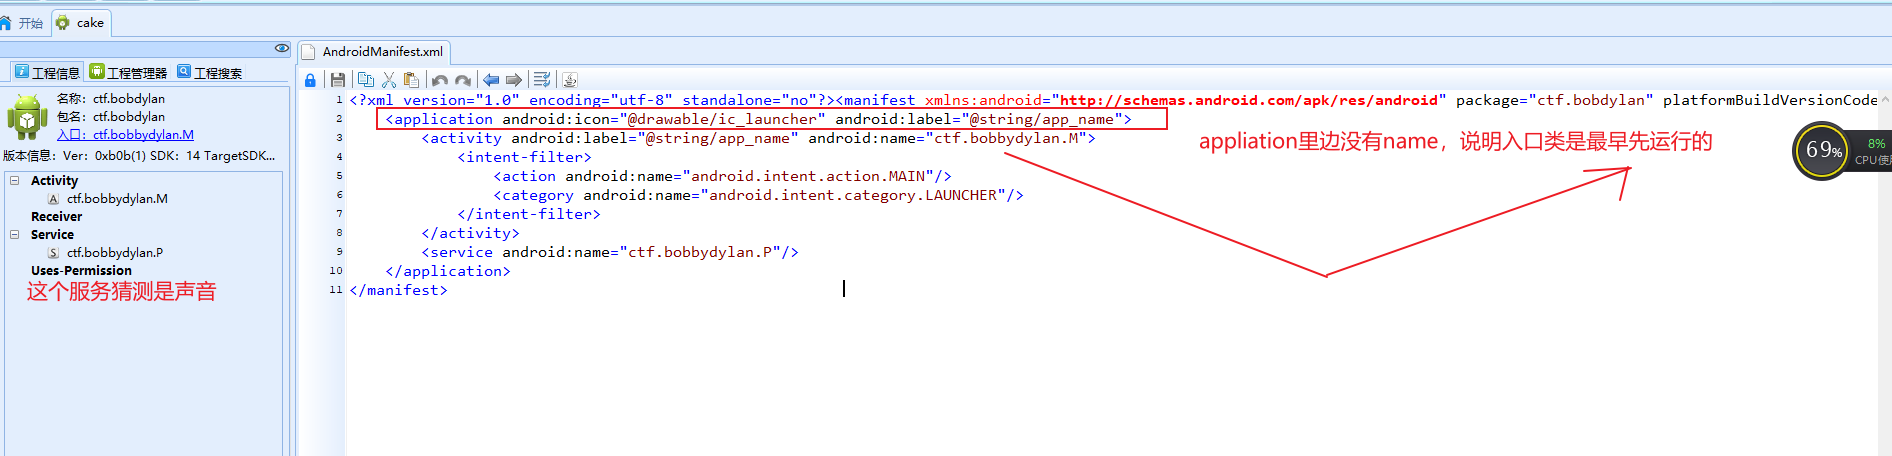 开始
cake
工程信息 工程管理器 工程搜索
名称: ctf.bobdylan
包名: ctf.bobdylan
入口: ctf.bobbydylan.M
版本信息: Ver: 0xb0b(1) SDK: 14 TargetSDK...
Activity
A ctf.bobbydylan.M
Receiver
Service
S ctf.bobbydylan.P
Uses-Permission
这个服务猜测是声音
AndroidManifest.xml
1 <?xml version="1.0" encoding="utf-8" standalone="no"?><manifest xmlns:android="http://schemas.android.com/apk/res/android" package="ctf.bobdylan" platformBuildVersionCode
2 <application android:icon="@drawable/ic_launcher" android:label="@string/app_name">
3 <activity android:label="@string/app_name" android:name="ctf.bobbydylan.M">
4 <intent-filter>
5 <action android:name="android.intent.action.MAIN"/>
6 <category android:name="android.intent.category.LAUNCHER"/>
7 </intent-filter>
8 </activity>
9 <service android:name="ctf.bobbydylan.P"/>
10 </application>
11 </manifest>
appliation里边没有name，说明入口类是最早先运行的
69%
8%
CPU使